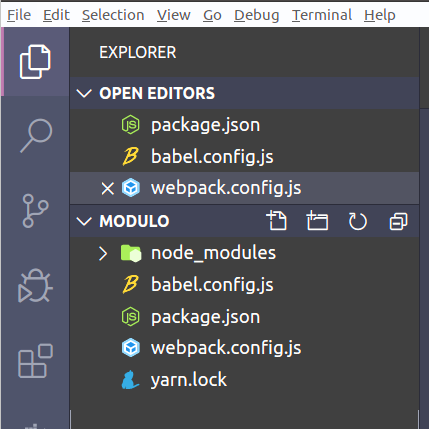 File Edit Selection View Go Debug Terminal Help
EXPLORER
OPEN EDITORS
package.json
babel.config.js
webpack.config.js
MODULO
node_modules
babel.config.js
package.json
webpack.config.js
yarn.lock